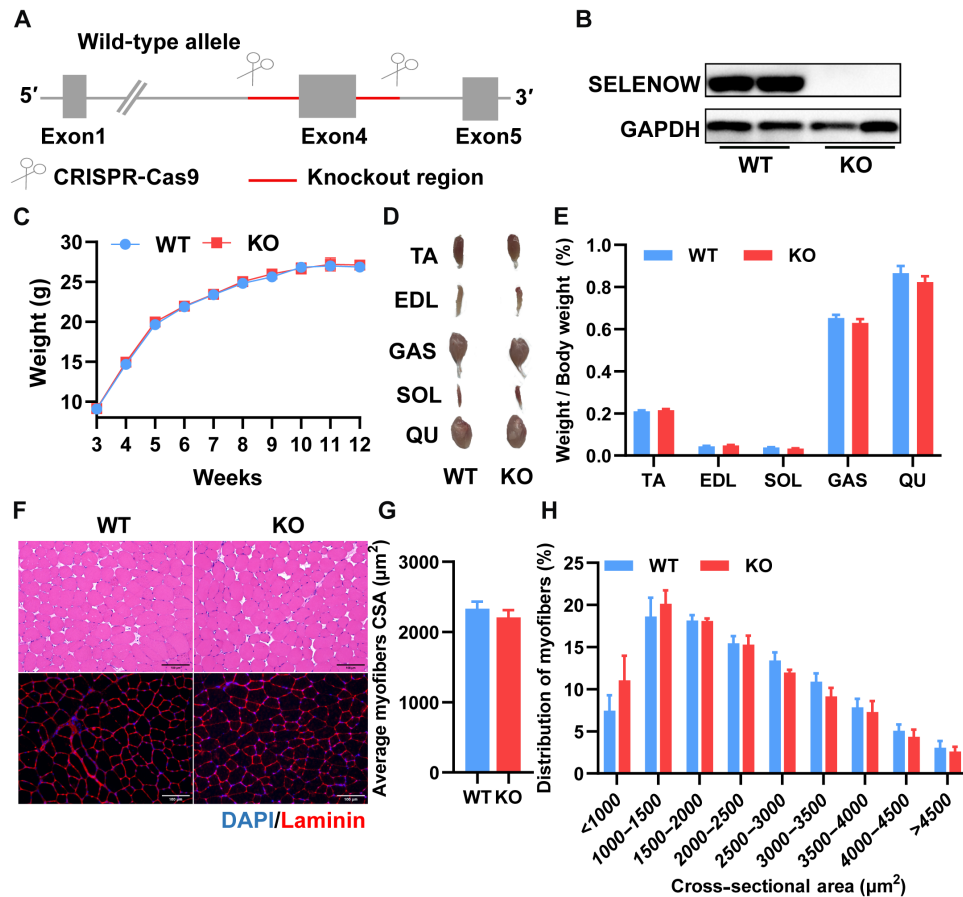 A
Wild-type allele
5′
3′
Exon1
Exon4
Exon5
CRISPR-Cas9
Knockout region
B
SELENOW
GAPDH
WT
KO
C
WT
KO
Weight (g)
30
25
20
15
10
3
4
5
6
7
8
9
10
11
12
Weeks
D
TA
EDL
GAS
SOL
QU
WT
KO
E
WT
KO
Weight / Body weight (%)
1.0
0.8
0.6
0.4
0.2
0.0
TA
EDL
SOL
GAS
QU
F
WT
KO
100 μm
100 μm
DAPI/Laminin
G
Average myofibers CSA (μm²)
3000
2000
1000
0
WT
KO
H
WT
KO
Distribution of myofibers (%)
25
20
15
10
5
0
<1000
1000–1500
1500–2000
2000–2500
2500–3000
3000–3500
3500–4000
4000–4500
>4500
Cross–sectional area (μm²)